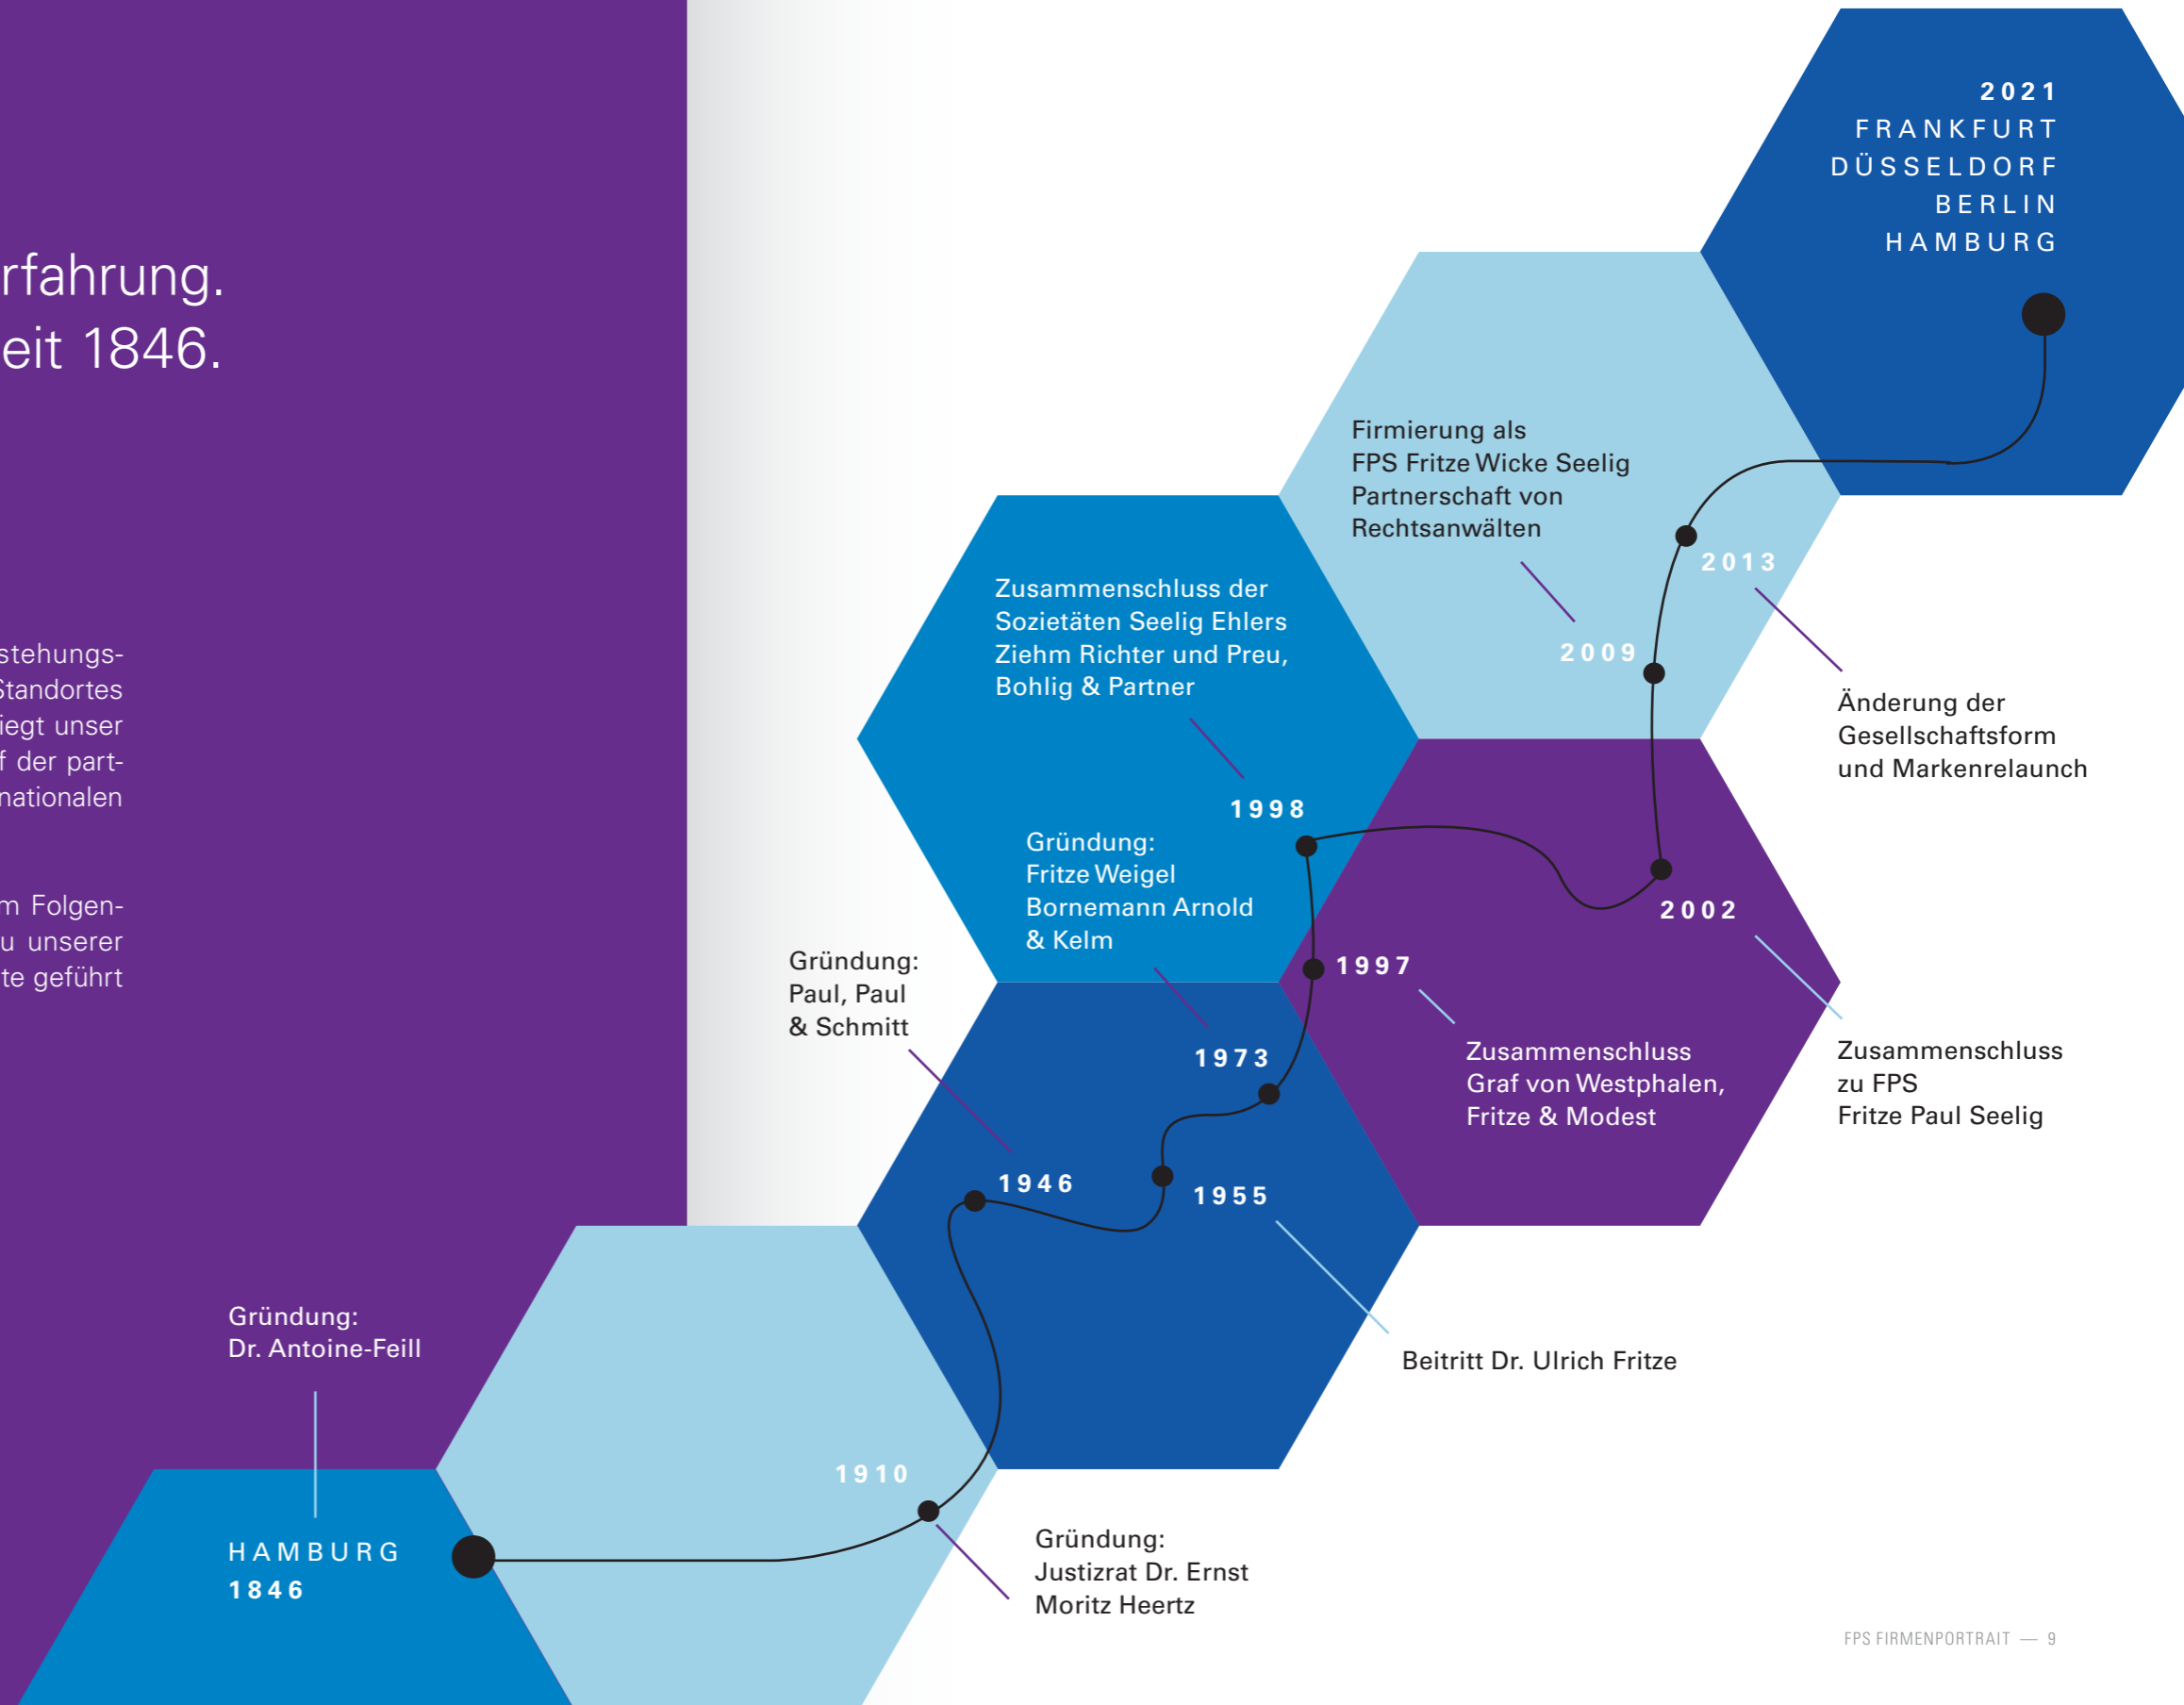 rfahrung.
eit 1846.
stehungs-
Standortes
iegt unser
f der part-
nationalen
m Folgen-
u unserer
te geführt
2021
FRANKFURT
DÜSSELDORF
BERLIN
HAMBURG
Firmierung als
FPS Fritze Wicke Seelig
Partnerschaft von
Rechtsanwälten
2009
2013
Änderung der
Gesellschaftsform
und Markenrelaunch
Zusammenschluss der
Sozietäten Seelig Ehlers
Ziehm Richter und Preu,
Bohlig & Partner
1998
2002
Zusammenschluss
zu FPS
Fritze Paul Seelig
1997
Zusammenschluss
Graf von Westphalen,
Fritze & Modest
Gründung:
Fritze Weigel
Bornemann Arnold
& Kelm
1973
Gründung:
Paul, Paul
& Schmitt
1946
1955
Beitritt Dr. Ulrich Fritze
1910
Gründung:
Justizrat Dr. Ernst
Moritz Heertz
Gründung:
Dr. Antoine-Feill
HAMBURG
1846
FPS FIRMENPORTRAIT — 9